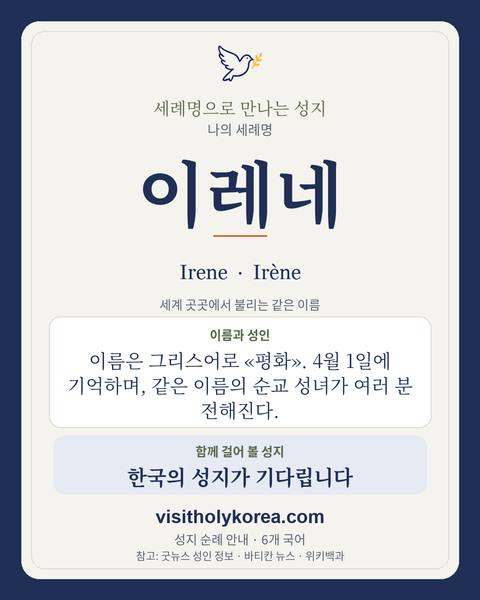 세례명으로 만나는 성지
나의 세례명
이레네
Irene · Irène
세계 곳곳에서 불리는 같은 이름
이름과 성인
이름은 그리스어로 «평화». 4월 1일에
기억하며, 같은 이름의 순교 성녀가 여러 분
전해진다.
함께 걸어 볼 성지
한국의 성지가 기다립니다
visitholykorea.com
성지 순례 안내 · 6개 국어
참고: 굿뉴스 성인 정보 · 바티칸 뉴스 · 위키백과